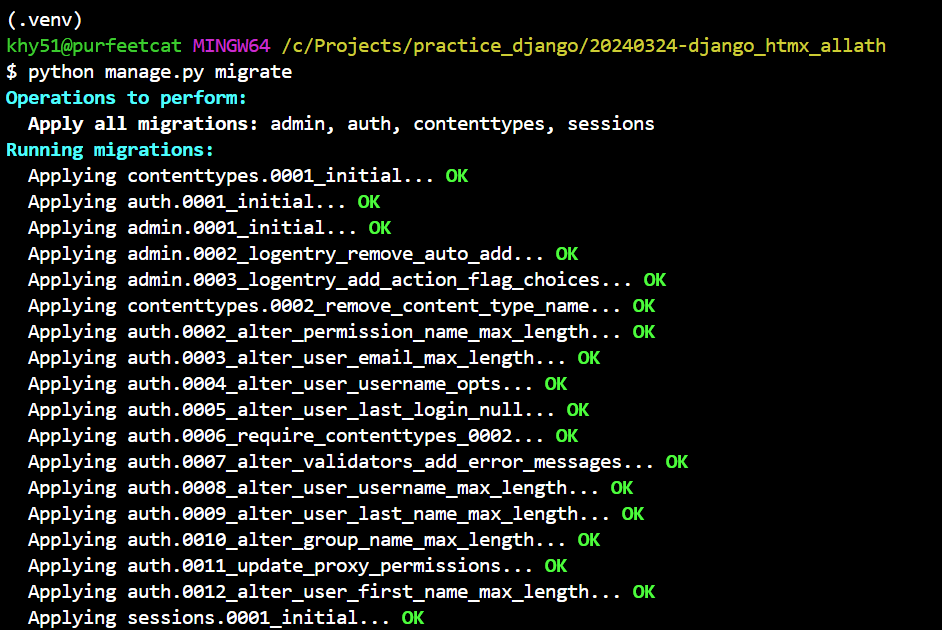 (.venv)
khy51@purfeetcat MINGW64 /c/Projects/practice_django/20240324-django_htmx_allath
$ python manage.py migrate
Operations to perform:
  Apply all migrations: admin, auth, contenttypes, sessions
Running migrations:
  Applying contenttypes.0001_initial... OK
  Applying auth.0001_initial... OK
  Applying admin.0001_initial... OK
  Applying admin.0002_logentry_remove_auto_add... OK
  Applying admin.0003_logentry_add_action_flag_choices... OK
  Applying contenttypes.0002_remove_content_type_name... OK
  Applying auth.0002_alter_permission_name_max_length... OK
  Applying auth.0003_alter_user_email_max_length... OK
  Applying auth.0004_alter_user_username_opts... OK
  Applying auth.0005_alter_user_last_login_null... OK
  Applying auth.0006_require_contenttypes_0002... OK
  Applying auth.0007_alter_validators_add_error_messages... OK
  Applying auth.0008_alter_user_username_max_length... OK
  Applying auth.0009_alter_user_last_name_max_length... OK
  Applying auth.0010_alter_group_name_max_length... OK
  Applying auth.0011_update_proxy_permissions... OK
  Applying auth.0012_alter_user_first_name_max_length... OK
  Applying sessions.0001_initial... OK